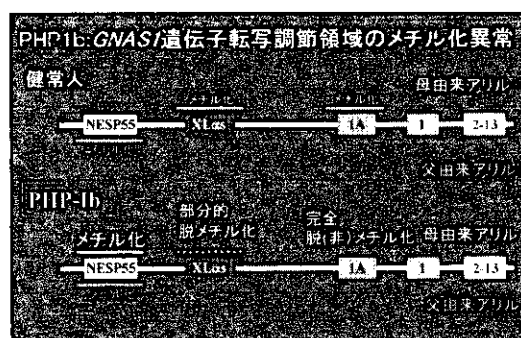 PHP1b:GNAS1遺伝子転写調節領域のメチル化異常
健常人
メチル化 メチル化 母由来アリル
NESP55 XLαs 1A 1 2-13
父由来アリル
PHP-Ib
メチル化 部分的 脱メチル化 完全 脱(非)メチル化 母由来アリル
NESP55 XLαs 1A 1 2-13
父由来アリル